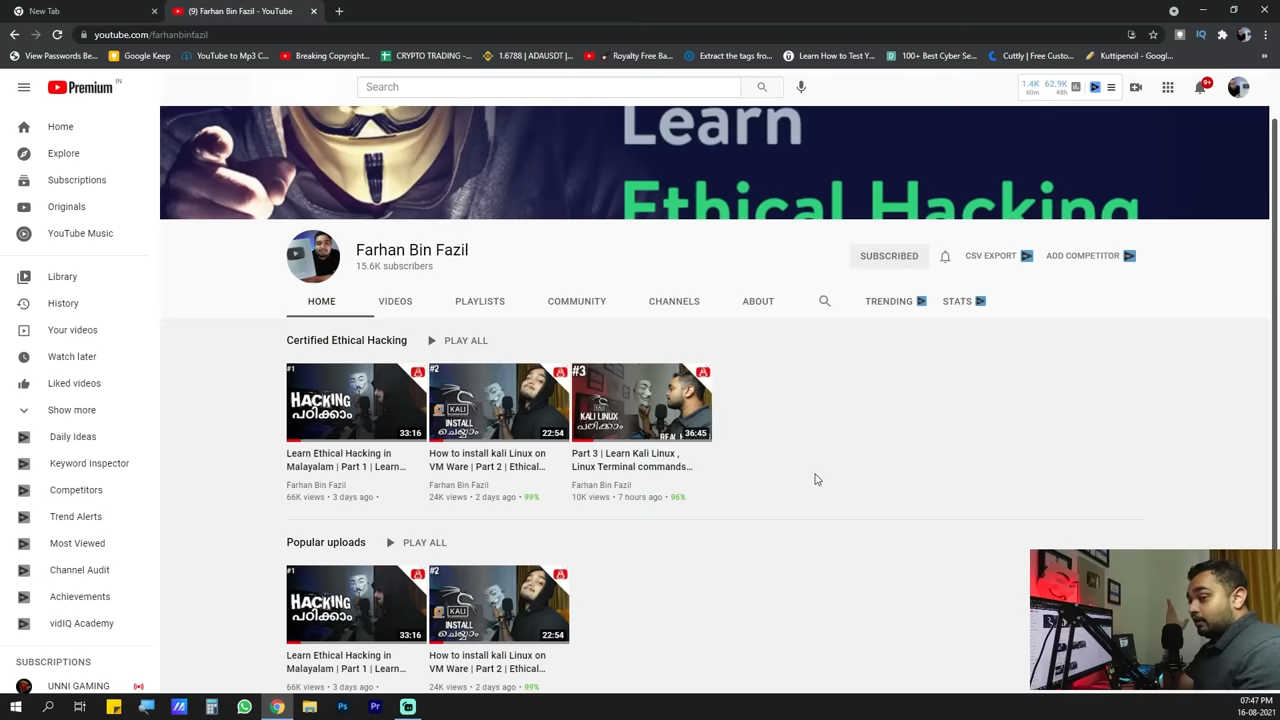 New Tab
(9) Farhan Bin Fazil - YouTube
youtube.com/farhanbinfazil
View Passwords Be...
Google Keep
YouTube to Mp3 C...
Breaking Copyright...
CRYPTO TRADING -...
1.6788 | ADAUSDT |...
Royalty Free Ba...
Extract the tags fro...
Learn How to Test Y...
100+ Best Cyber Se...
Cuttly | Free Custo...
Kuttipencil - Googl...
Premium IN
Search
1.4K 62.9K
60m 48h
9+
Home
Explore
Subscriptions
Originals
YouTube Music
Library
History
Your videos
Watch later
Liked videos
Show more
Daily Ideas
Keyword Inspector
Competitors
Trend Alerts
Most Viewed
Channel Audit
Achievements
vidIQ Academy
SUBSCRIPTIONS
UNNI GAMING
Learn
Ethical Hacking
Farhan Bin Fazil
15.6K subscribers
SUBSCRIBED
CSV EXPORT
ADD COMPETITOR
HOME
VIDEOS
PLAYLISTS
COMMUNITY
CHANNELS
ABOUT
TRENDING
STATS
Certified Ethical Hacking
PLAY ALL
#1
HACKING
പഠിക്കാം
33:16
#2
KALI
INSTALL
ചെയ്യാം
22:54
#3
KALI LINUX
പഠിക്കാം
36:45
Learn Ethical Hacking in
Malayalam | Part 1 | Learn...
Farhan Bin Fazil
66K views • 3 days ago •
How to install kali Linux on
VM Ware | Part 2 | Ethical...
Farhan Bin Fazil
24K views • 2 days ago • 99%
Part 3 | Learn Kali Linux ,
Linux Terminal commands...
Farhan Bin Fazil
10K views • 7 hours ago • 96%
Popular uploads
PLAY ALL
#1
HACKING
പഠിക്കാം
33:16
#2
KALI
INSTALL
ചെയ്യാം
22:54
Learn Ethical Hacking in
Malayalam | Part 1 | Learn...
66K views • 3 days ago •
How to install kali Linux on
VM Ware | Part 2 | Ethical...
24K views • 2 days ago • 99%
07:47 PM
16-08-2021